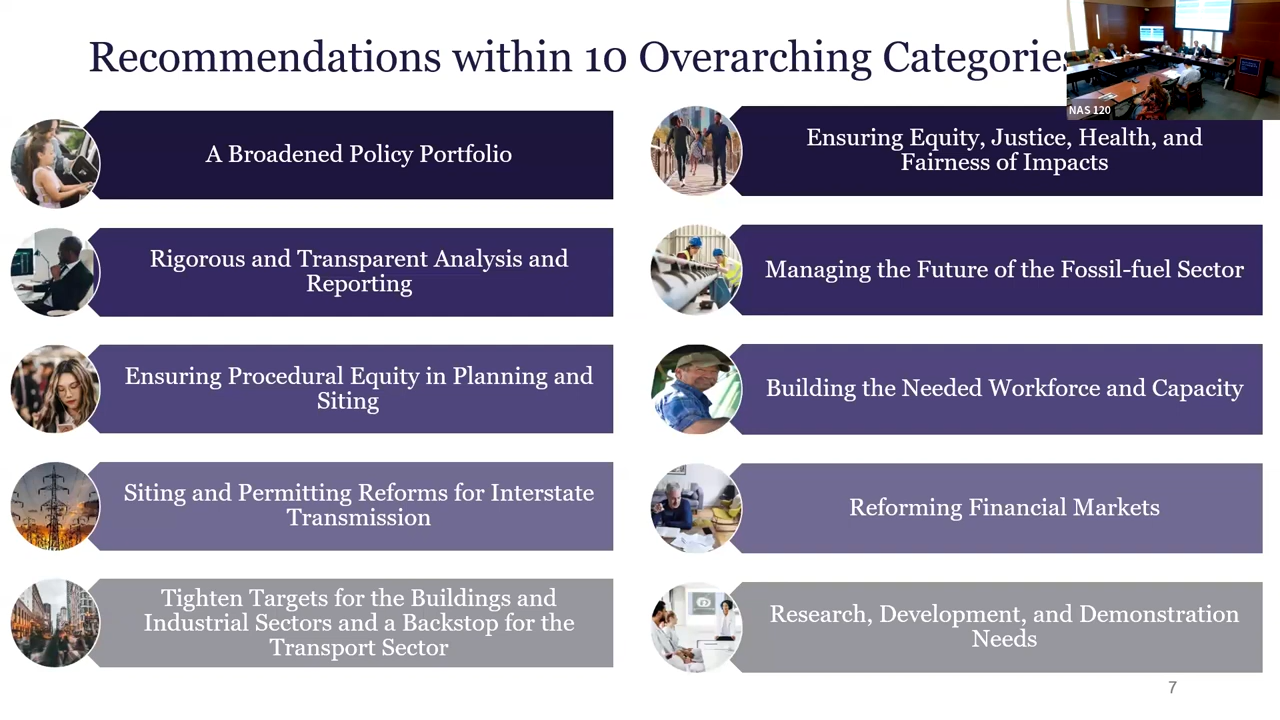 Recommendations within 10 Overarching Categories
NAS 120
A Broadened Policy Portfolio
Rigorous and Transparent Analysis and
Reporting
Ensuring Procedural Equity in Planning and
Siting
Siting and Permitting Reforms for Interstate
Transmission
Tighten Targets for the Buildings and
Industrial Sectors and a Backstop for the
Transport Sector
Ensuring Equity, Justice, Health, and
Fairness of Impacts
Managing the Future of the Fossil-fuel Sector
Building the Needed Workforce and Capacity
Reforming Financial Markets
Research, Development, and Demonstration
Needs
7